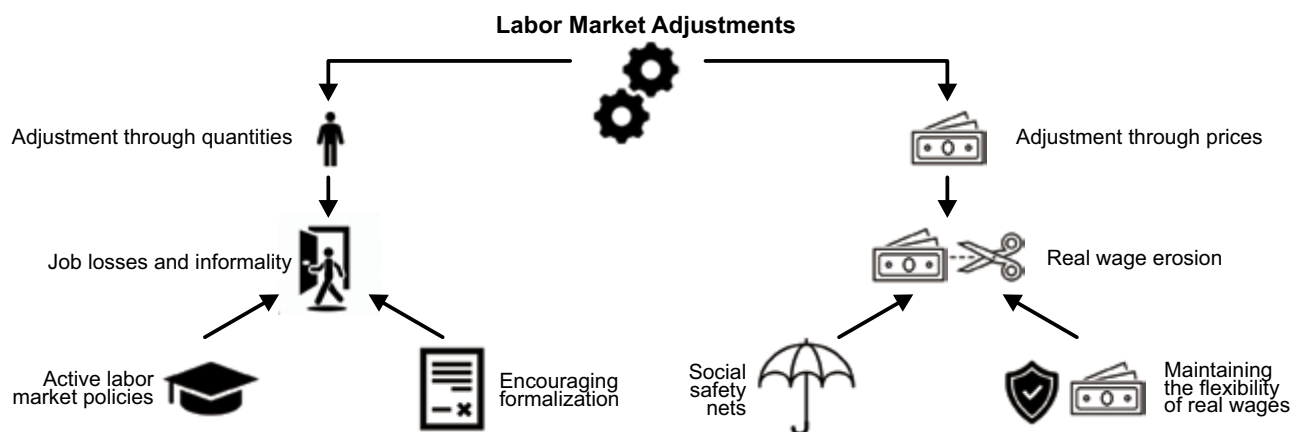 Labor Market Adjustments
Adjustment through quantities
Adjustment through prices
Job losses and informality
Real wage erosion
Active labor
market policies
Encouraging
formalization
Social
safety
nets
Maintaining
the flexibility
of real wages